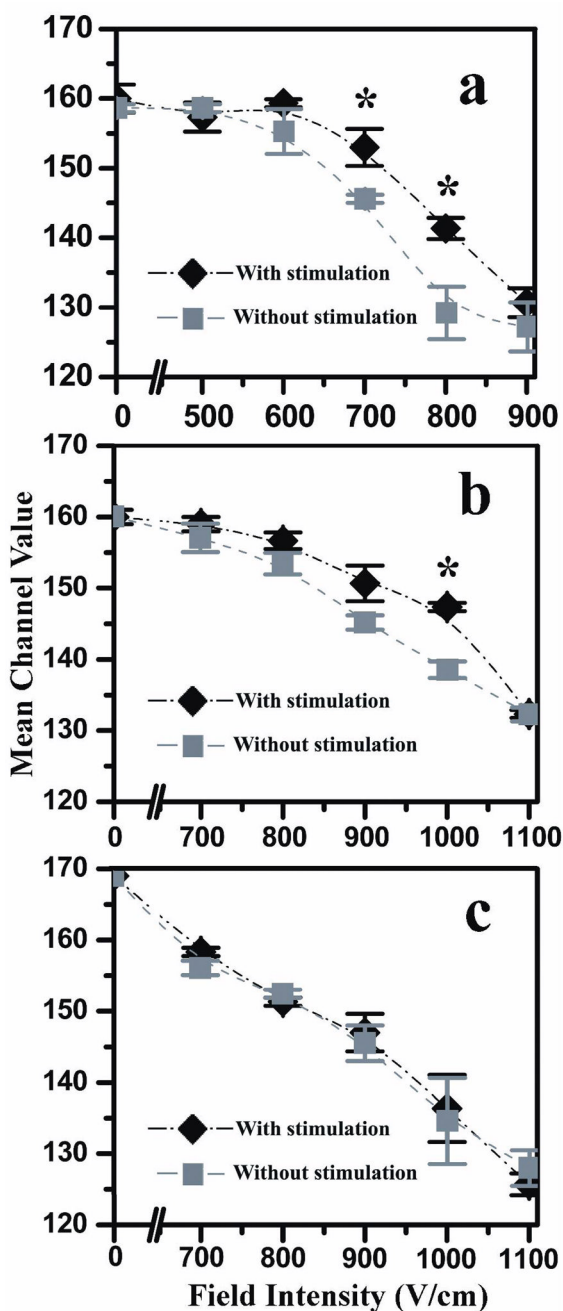 Mean Channel Value
170
160
150
140
130
120
a
*
*
With stimulation
Without stimulation
0 500 600 700 800 900
170
160
150
140
130
120
b
*
With stimulation
Without stimulation
0 700 800 900 1000 1100
170
160
150
140
130
120
c
With stimulation
Without stimulation
0 700 800 900 1000 1100
Field Intensity (V/cm)